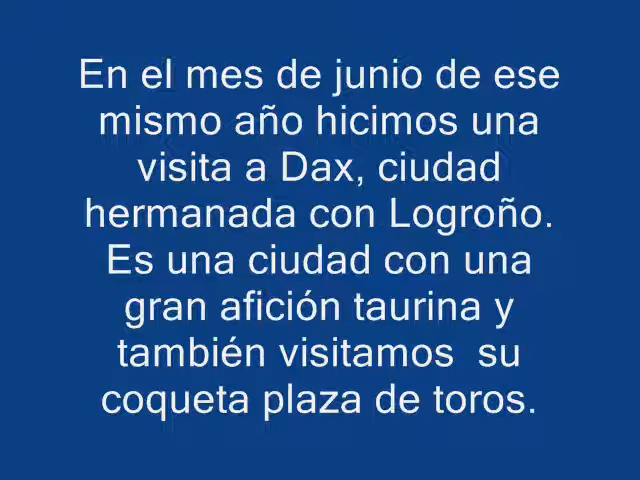 En el mes de junio de ese
mismo año hicimos una
visita a Dax, ciudad
hermanada con Logroño.
Es una ciudad con una
gran afición taurina y
también visitamos  su
coqueta plaza de toros.